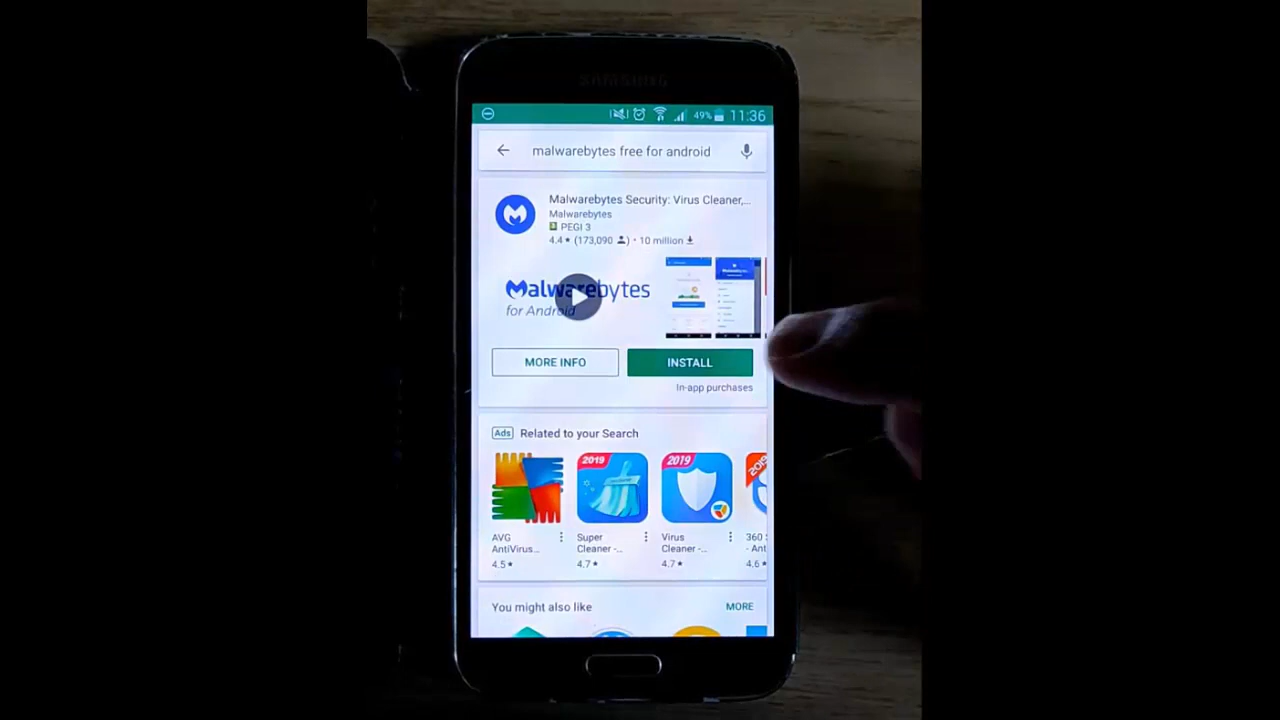 SAMSUNG
49% 11:36
malwarebytes free for android
Malwarebytes Security: Virus Cleaner,...
Malwarebytes
PEGI 3
4.4★ (173,090 ) • 10 million
Malwarebytes
for Android
MORE INFO
INSTALL
In-app purchases
Ads Related to your Search
2019
2019
2019
AVG
AntiVirus...
4.5★
Super
Cleaner -..
4.7★
Virus
Cleaner -..
4.7★
360
- Ant
4.6★
You might also like
MORE